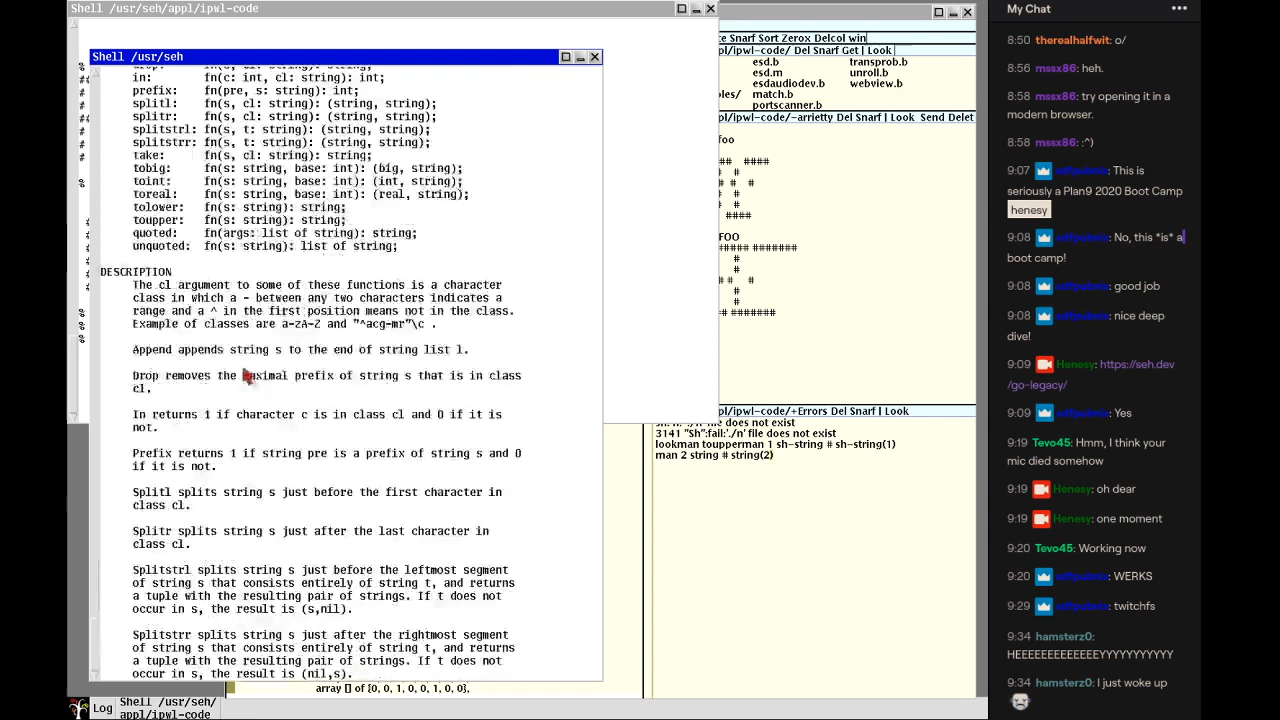 Shell /usr/seh/appl/ipwl-code
Shell /usr/seh
in: fn(c: int, cl: string): int;
prefix: fn(pre, s: string): int;
splitl: fn(s, cl: string): (string, string);
splitr: fn(s, cl: string): (string, string);
splitstrl: fn(s, t: string): (string, string);
splitstrr: fn(s, t: string): (string, string);
take: fn(s, cl: string): string;
tobig: fn(s: string, base: int): (big, string);
toint: fn(s: string, base: int): (int, string);
toreal: fn(s: string, base: int): (real, string);
tolower: fn(s: string): string;
toupper: fn(s: string): string;
quoted: fn(args: list of string): string;
unquoted: fn(s: string): list of string;
DESCRIPTION
The cl argument to some of these functions is a character
class in which a - between any two characters indicates a
range and a ^ in the first position means not in the class.
Example of classes are a-zA-Z and "^acg-mr"\c .
Append appends string s to the end of string list l.
Drop removes the maximal prefix of string s that is in class
cl.
In returns 1 if character c is in class cl and 0 if it is
not.
Prefix returns 1 if string pre is a prefix of string s and 0
if it is not.
Splitl splits string s just before the first character in
class cl.
Splitr splits string s just after the last character in
class cl.
Splitstrl splits string s just before the leftmost segment
of string s that consists entirely of string t, and returns
a tuple with the resulting pair of strings. If t does not
occur in s, the result is (s,nil).
Splitstrr splits string s just after the rightmost segment
of string s that consists entirely of string t, and returns
a tuple with the resulting pair of strings. If t does not
occur in s, the result is (nil,s).
array [] of {0, 0, 1, 0, 0, 1, 0, 0},
Log
Shell /usr/seh/
appl/ipwl-code
Snarf Sort Zerox Delcol win
pl/ipwl-code/ Del Snarf Get | Look
esd.b transprob.b
esd.m unroll.b
esdaudiodev.b webview.b
les/ match.b
portscanner.b
pl/ipwl-code/-arrietty Del Snarf | Look Send Delet
foo
## ####
# #
# # #
# #
####
FOO
##### #######
#
#
# #
#
#
# #######
pl/ipwl-code/+Errors Del Snarf | Look
sh: n: './n' file does not exist
3141 "Sh":fail:'./n' file does not exist
lookman toupperman 1 sh-string # sh-string(1)
man 2 string # string(2)
My Chat
8:50 therealhalfwit: o/
8:56 mssx86: heh.
8:58 mssx86: try opening it in a
modern browser.
8:58 mssx86: :^)
9:07 sdfpubnix: This is
seriously a Plan9 2020 Boot Camp
henesy
9:08 sdfpubnix: No, this *is* a
boot camp!
9:08 sdfpubnix: good job
9:08 sdfpubnix: nice deep
dive!
9:09 Henesy: https://seh.dev
/go-legacy/
9:09 sdfpubnix: Yes
9:19 Tevo45: Hmm, I think your
mic died somehow
9:19 Henesy: oh dear
9:19 Henesy: one moment
9:20 Tevo45: Working now
9:20 sdfpubnix: WERKS
9:29 sdfpubnix: twitchfs
9:34 hamsterz0:
HEEEEEEEEEEEEYYYYYYYYYY
9:34 hamsterz0: I just woke up